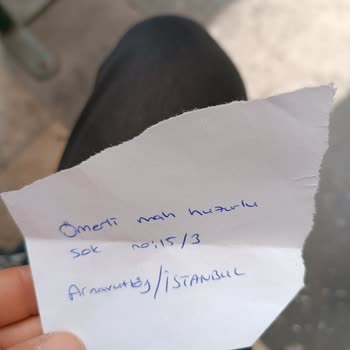 Ömerli mah huzurlu
sok no:15/3
Arnavutköy/İSTANBUL